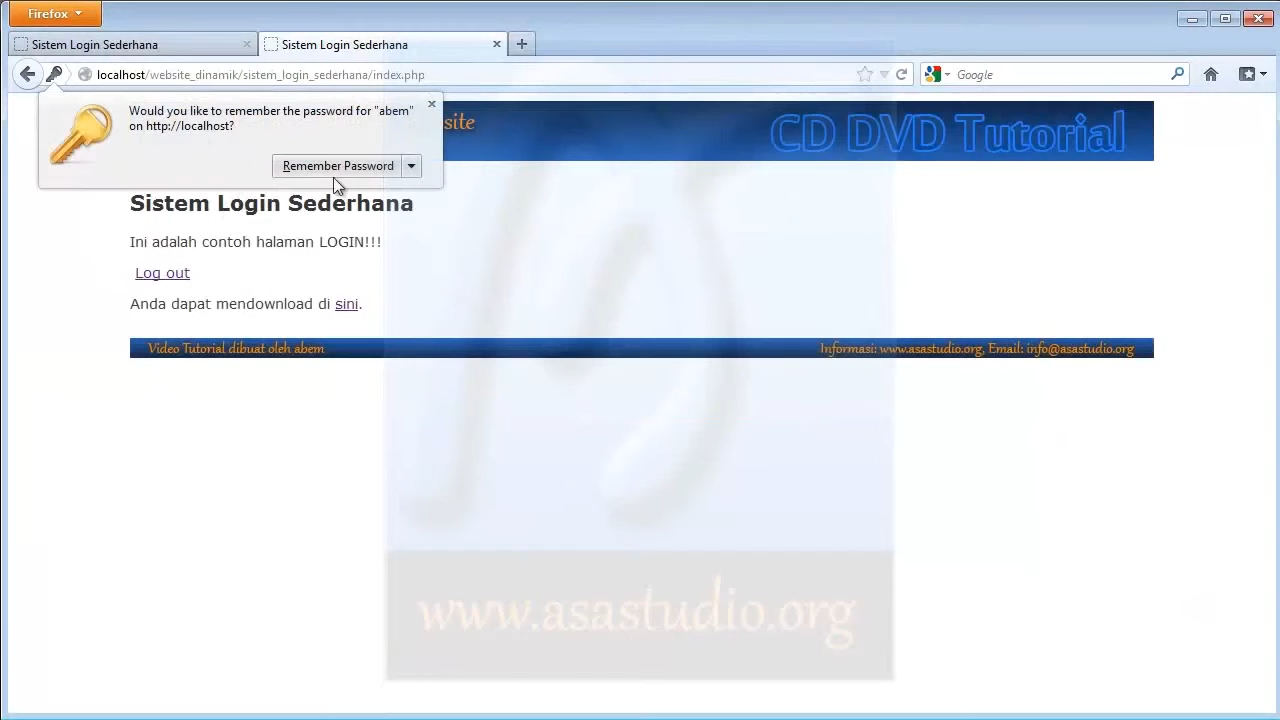 Firefox
Sistem Login Sederhana
Sistem Login Sederhana
localhost/website_dinamis/sistem_login_sederhana/index.php
Google
Would you like to remember the password for "abem"
on http://localhost?
Remember Password
site
CD DVD Tutorial
Sistem Login Sederhana
Ini adalah contoh halaman LOGIN!!!
Log out
Anda dapat mendownload di sini.
Video Tutorial dibuat oleh abem
Informasi: www.asastudio.org, Email: info@asastudio.org
www.asastudio.org